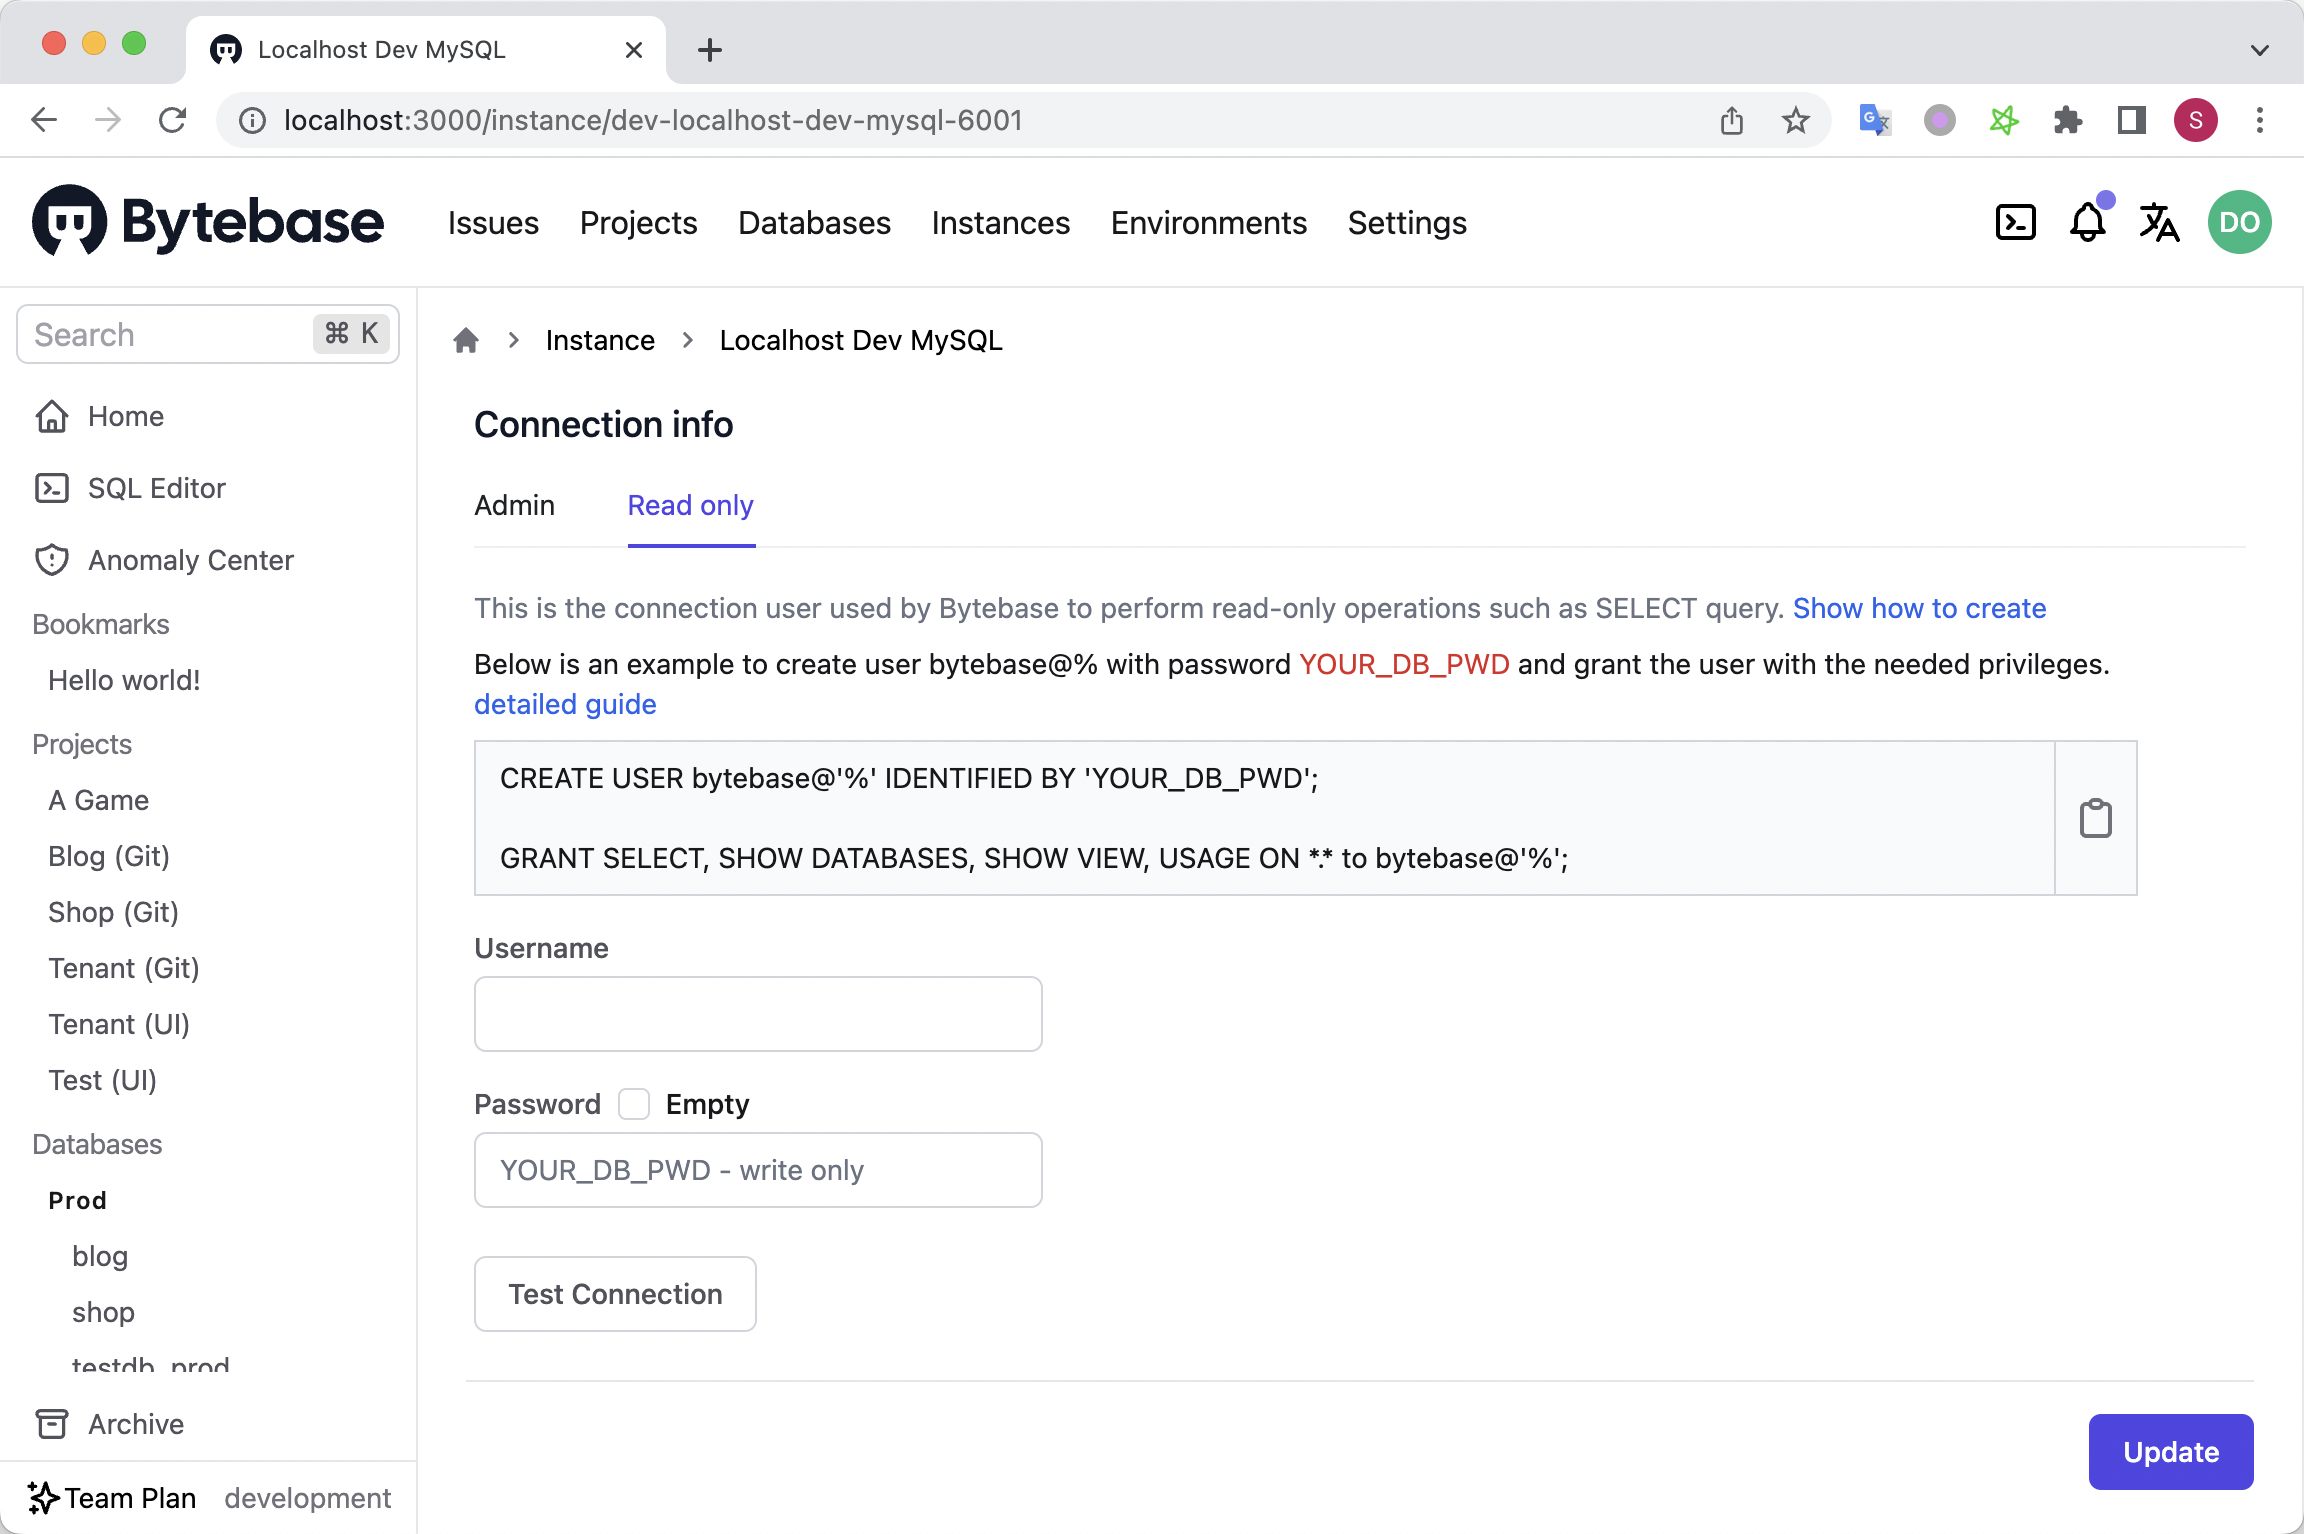 Localhost Dev MySQL
localhost:3000/instance/dev-localhost-dev-mysql-6001
S
Bytebase
Issues Projects Databases Instances Environments Settings
DO
Search ⌘ K
Home
SQL Editor
Anomaly Center
Bookmarks
Hello world!
Projects
A Game
Blog (Git)
Shop (Git)
Tenant (Git)
Tenant (UI)
Test (UI)
Databases
Prod
blog
shop
testdb_prod
Archive
Team Plan development
Instance > Localhost Dev MySQL
Connection info
Admin Read only
This is the connection user used by Bytebase to perform read-only operations such as SELECT query. Show how to create
Below is an example to create user bytebase@% with password YOUR_DB_PWD and grant the user with the needed privileges.
detailed guide
CREATE USER bytebase@'%' IDENTIFIED BY 'YOUR_DB_PWD';
GRANT SELECT, SHOW DATABASES, SHOW VIEW, USAGE ON *.* to bytebase@'%';
Username
Password Empty
YOUR_DB_PWD - write only
Test Connection
Update